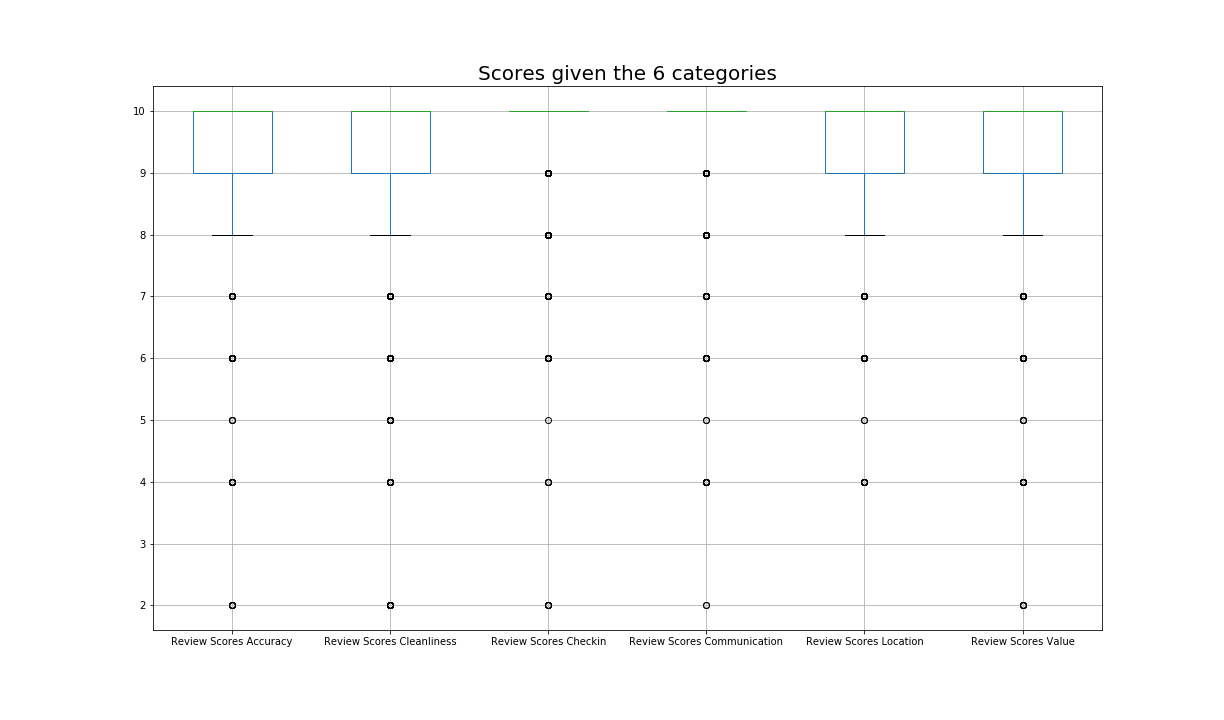 Scores given the 6 categories
10
9
8
7
6
5
4
3
2
Review Scores Accuracy
Review Scores Cleanliness
Review Scores Checkin
Review Scores Communication
Review Scores Location
Review Scores Value